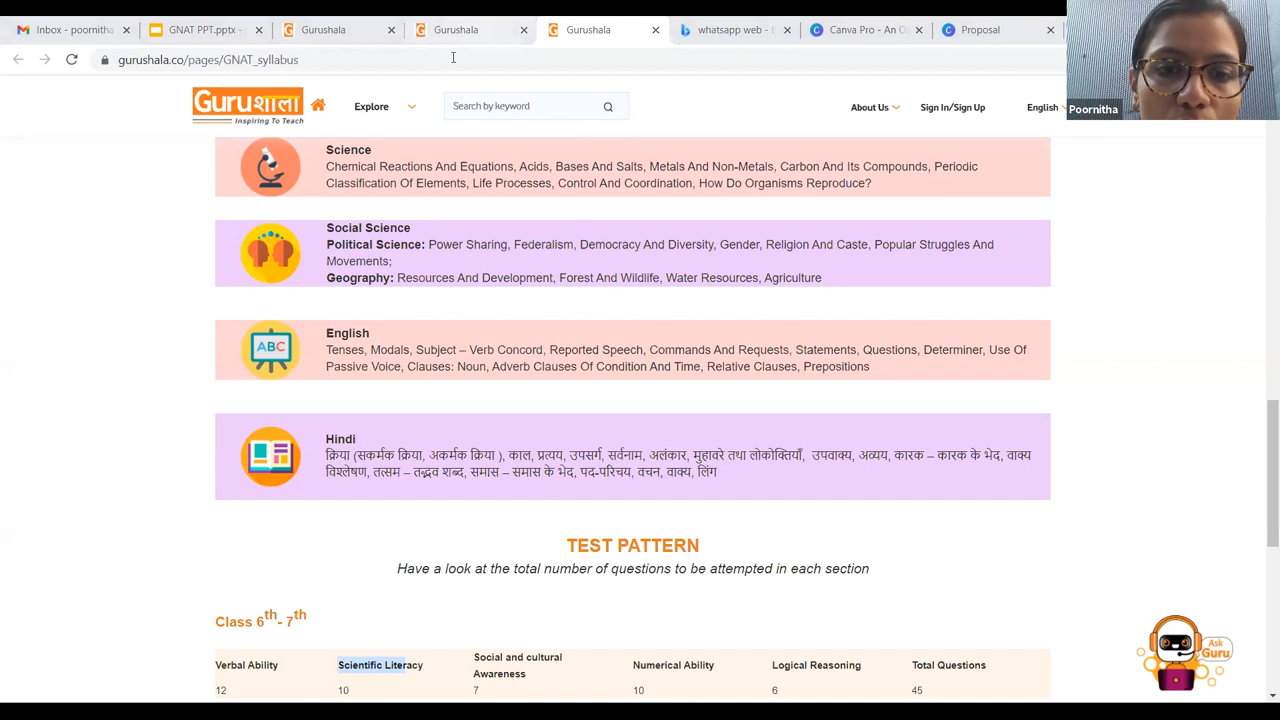 Inbox - poornitha
GNAT PPT.pptx -
Gurushala
Gurushala
Gurushala
whatsapp web - B
Canva Pro - An O
Proposal
gurushala.co/pages/GNAT_syllabus
Guruशाला
Inspiring To Teach
Explore
Search by keyword
About Us
Sign In/Sign Up
English
Poornitha
Science
Chemical Reactions And Equations, Acids, Bases And Salts, Metals And Non-Metals, Carbon And Its Compounds, Periodic
Classification Of Elements, Life Processes, Control And Coordination, How Do Organisms Reproduce?
Social Science
Political Science: Power Sharing, Federalism, Democracy And Diversity, Gender, Religion And Caste, Popular Struggles And
Movements;
Geography: Resources And Development, Forest And Wildlife, Water Resources, Agriculture
ABC
English
Tenses, Modals, Subject – Verb Concord, Reported Speech, Commands And Requests, Statements, Questions, Determiner, Use Of
Passive Voice, Clauses: Noun, Adverb Clauses Of Condition And Time, Relative Clauses, Prepositions
Hindi
क्रिया (सकर्मक क्रिया, अकर्मक क्रिया ), काल, प्रत्यय, उपसर्ग, सर्वनाम, अलंकार, मुहावरे तथा लोकोक्तियाँ, उपवाक्य, अव्यय, कारक – कारक के भेद, वाक्य
विश्लेषण, तत्सम – तद्भव शब्द, समास – समास के भेद, पद-परिचय, वचन, वाक्य, लिंग
TEST PATTERN
Have a look at the total number of questions to be attempted in each section
Class 6th- 7th
Verbal Ability Scientific Literacy Social and cultural Awareness Numerical Ability Logical Reasoning Total Questions
12 10 7 10 6 45
Ask
Guru